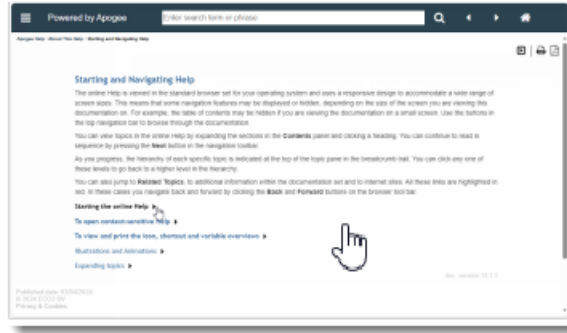 Powered by Apogee
Enter search term or phrase
Apogee Help › About This Help › Starting and Navigating Help
Starting and Navigating Help
The online Help is viewed in the standard browser set for your operating system and uses a responsive design to accommodate a wide range of
screen sizes. This means that some navigation features may be displayed or hidden, depending on the size of the screen you are viewing this
documentation on. For example, the table of contents may be hidden if you are viewing the documentation on a small screen. Use the buttons in
the top navigation bar to browse through the documentation.
You can view topics in the online Help by expanding the sections in the Contents panel and clicking a heading. You can continue to read in
sequence by pressing the Next button in the navigation toolbar.
As you progress, the hierarchy of each specific topic is indicated at the top of the topic pane in the breadcrumb trail. You can click any one of
these levels to go back to a higher level in the hierarchy.
You can also jump to Related Topics, to additional information within the documentation set and to internet sites. All these links are highlighted in
red. In these cases you navigate back and forward by clicking the Back and Forward buttons on the browser tool bar.
Starting the online Help
To open context-sensitive Help
To view and print the icon, shortcut and variable overviews
Illustrations and Animations
Expanding topics
doc. version
Published date:
© 2024 ECO3 BV
Privacy & Cookies